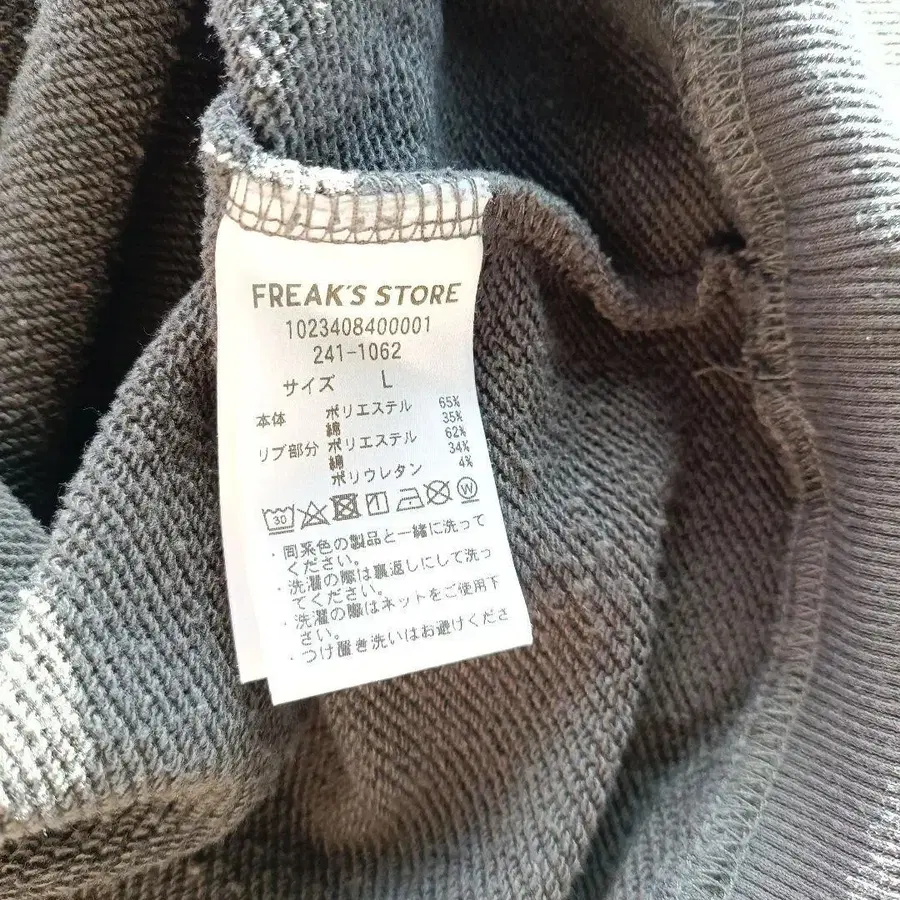 FREAK'S STORE
1023408400001
241-1062
サイズ L
本体 ポリエステル 65%
綿 35%
リブ部分 ポリエステル 62%
綿 34%
ポリウレタン 4%
30
・同系色の製品と一緒に洗って
ください。
・洗濯の際は裏返しにして洗っ
てください。
・洗濯の際はネットをご使用下
さい。
・つけ置き洗いはお避けくださ